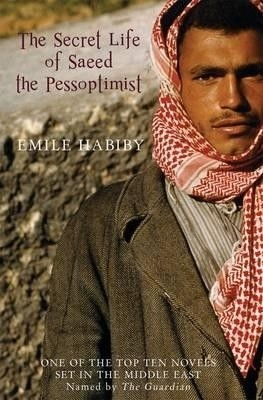 The Secret Life
of Saeed
the Pessoptimist
EMILE HABIBY
ONE OF THE TOP TEN NOVELS
SET IN THE MIDDLE EAST
Named by The Guardian